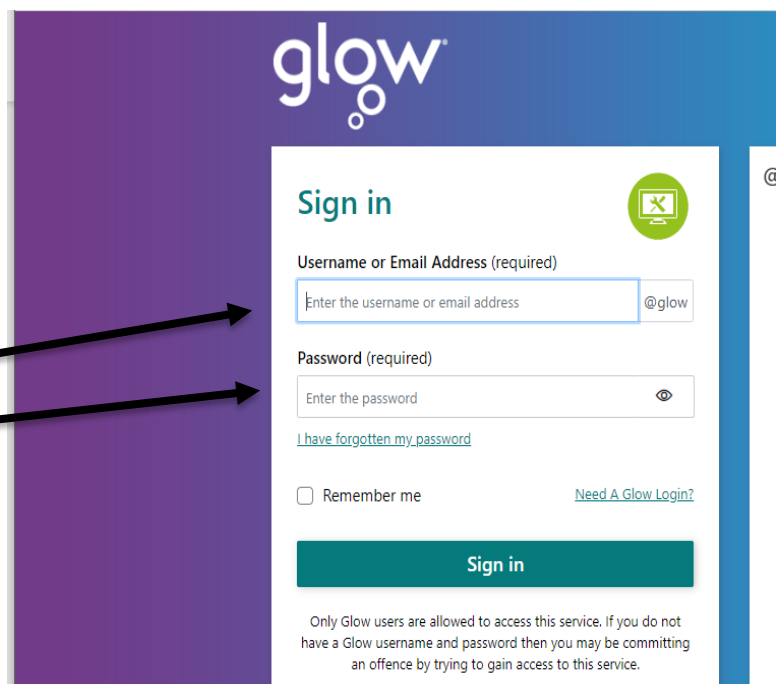 glow
@
Sign in
Username or Email Address (required)
Enter the username or email address @glow
Password (required)
Enter the password
I have forgotten my password
Remember me Need A Glow Login?
Sign in
Only Glow users are allowed to access this service. If you do not
have a Glow username and password then you may be committing
an offence by trying to gain access to this service.